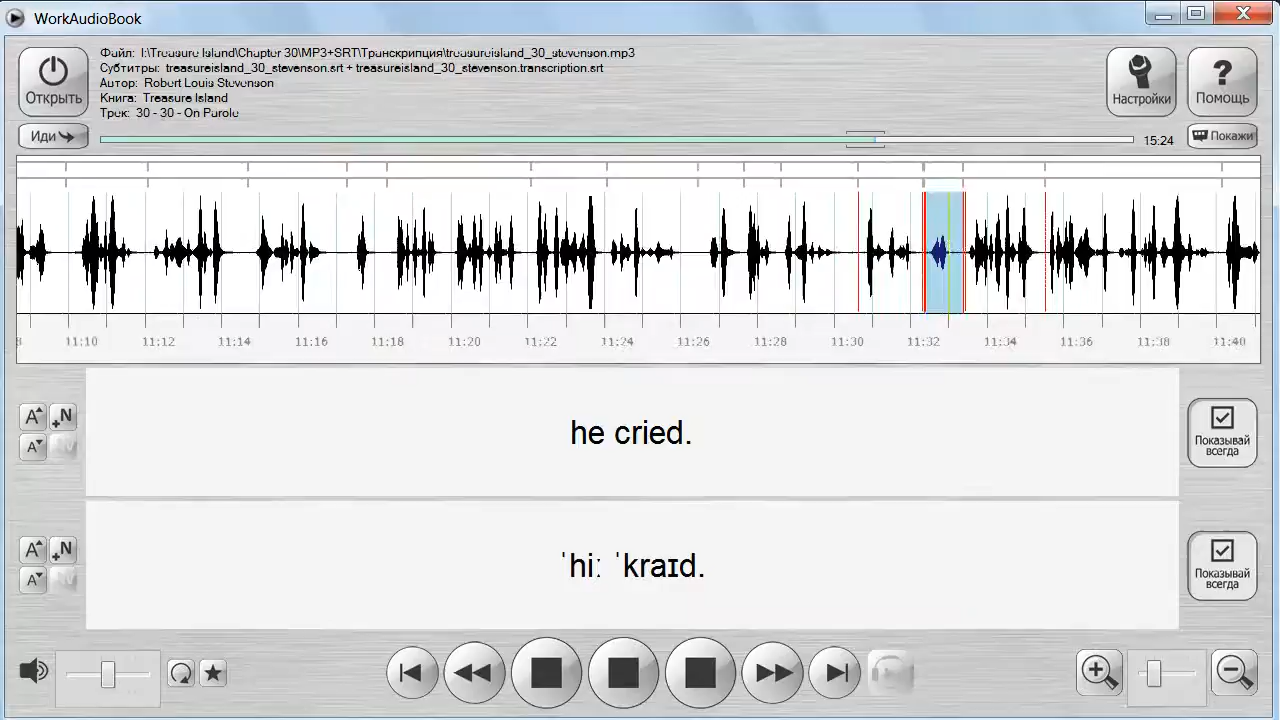 WorkAudioBook
Открыть
Файл: I:\Treasure Island\Chapter 30\MP3+SRT\Транскрипция\treasureisland_30_stevenson.mp3
Субтитры: treasureisland_30_stevenson.srt + treasureisland_30_stevenson.transcription.srt
Автор: Robert Louis Stevenson
Книга: Treasure Island
Трек: 30 - 30 - On Parole
Настройки
? Помощь
Иди
15:24
Покажи
8 11:10 11:12 11:14 11:16 11:18 11:20 11:22 11:24 11:26 11:28 11:30 11:32 11:34 11:36 11:38 11:40
A +N
A
he cried.
Показывай
всегда
A +N
A
ˈhiː ˈkraɪd.
Показывай
всегда